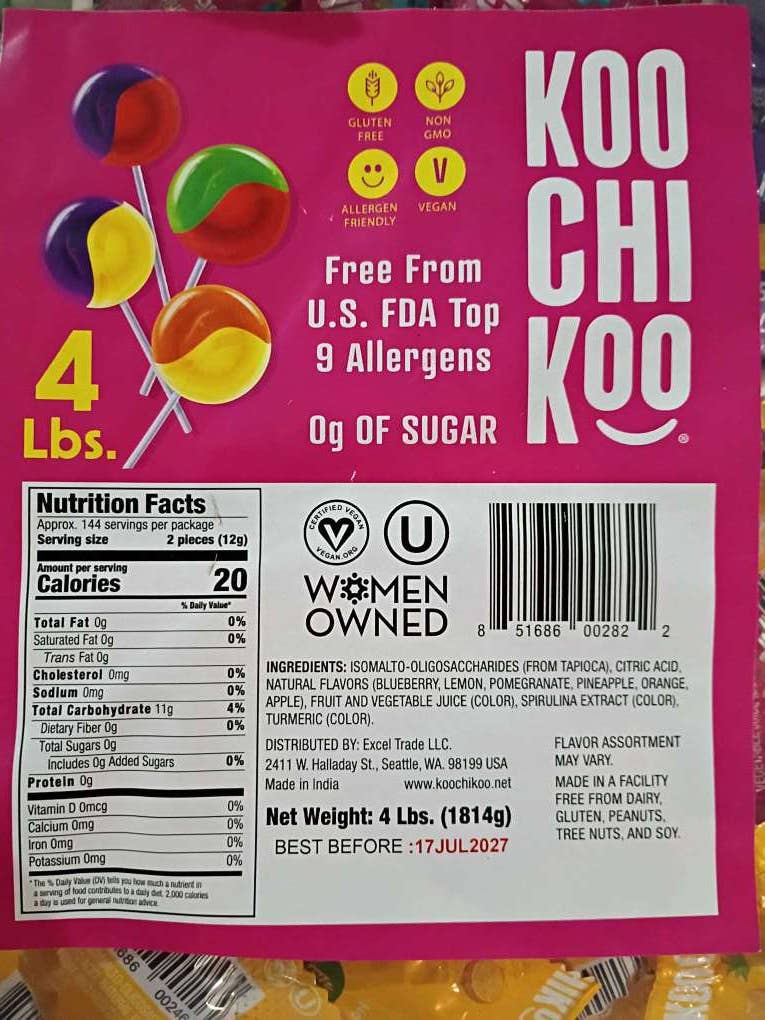 GLUTEN
FREE
NON
GMO
ALLERGEN
FRIENDLY
V
VEGAN
KOO
CHI
KOO
®
Free From
U.S. FDA Top
9 Allergens
0g OF SUGAR
4
Lbs.
Nutrition Facts
Approx. 144 servings per package
Serving size 2 pieces (12g)
Amount per serving
Calories 20
% Daily Value*
Total Fat 0g 0%
Saturated Fat 0g 0%
Trans Fat 0g
Cholesterol 0mg 0%
Sodium 0mg 0%
Total Carbohydrate 11g 4%
Dietary Fiber 0g 0%
Total Sugars 0g
Includes 0g Added Sugars 0%
Protein 0g
Vitamin D 0mcg 0%
Calcium 0mg 0%
Iron 0mg 0%
Potassium 0mg 0%
*The % Daily Value (DV) tells you how much a nutrient in
a serving of food contributes to a daily diet. 2,000 calories
a day is used for general nutrition advice.
CERTIFIED VEGAN
VEGAN.ORG
U
WOMEN
OWNED
8 51686 00282 2
INGREDIENTS: ISOMALTO-OLIGOSACCHARIDES (FROM TAPIOCA), CITRIC ACID,
NATURAL FLAVORS (BLUEBERRY, LEMON, POMEGRANATE, PINEAPPLE, ORANGE,
APPLE), FRUIT AND VEGETABLE JUICE (COLOR), SPIRULINA EXTRACT (COLOR),
TURMERIC (COLOR).
DISTRIBUTED BY: Excel Trade LLC.
2411 W. Halladay St., Seattle, WA. 98199 USA
Made in India www.koochikoo.net
Net Weight: 4 Lbs. (1814g)
BEST BEFORE :17JUL2027
FLAVOR ASSORTMENT
MAY VARY.
MADE IN A FACILITY
FREE FROM DAIRY,
GLUTEN, PEANUTS,
TREE NUTS, AND SOY.